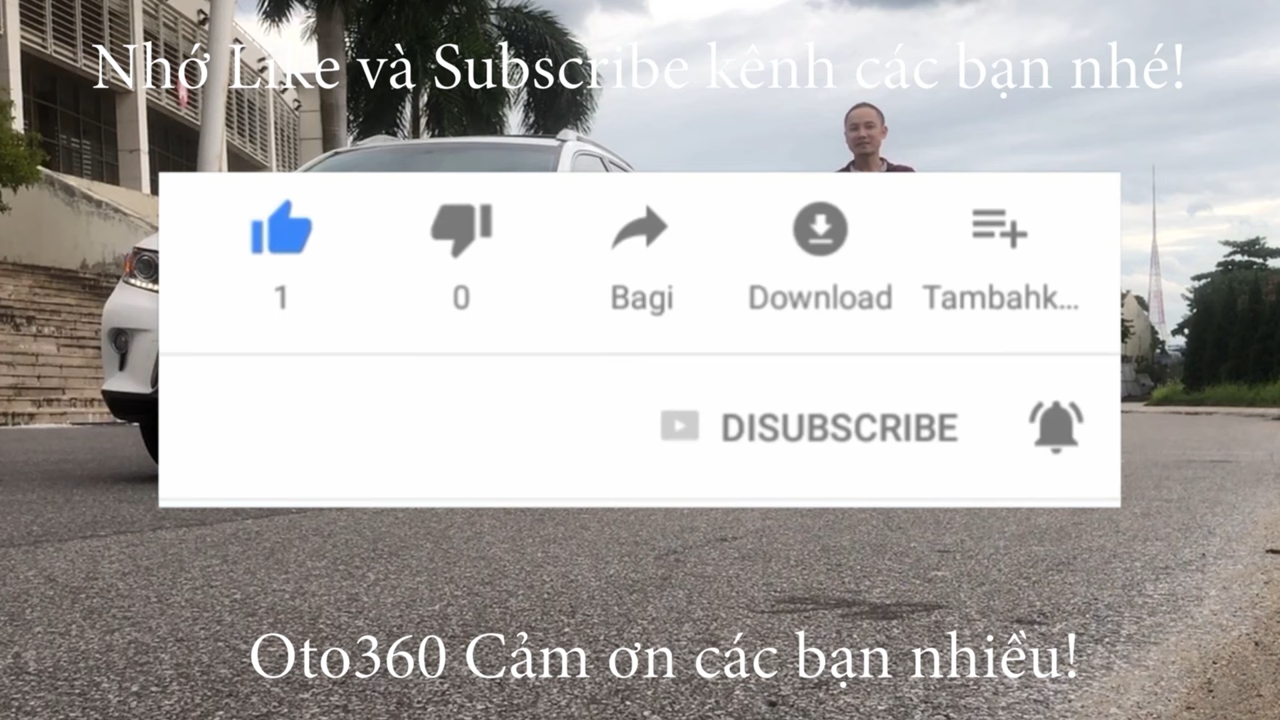 Nhớ Like và Subscribe kênh các bạn nhé!
1 0 Bagi Download Tambahk...
DISUBSCRIBE
Oto360 Cảm ơn các bạn nhiều!